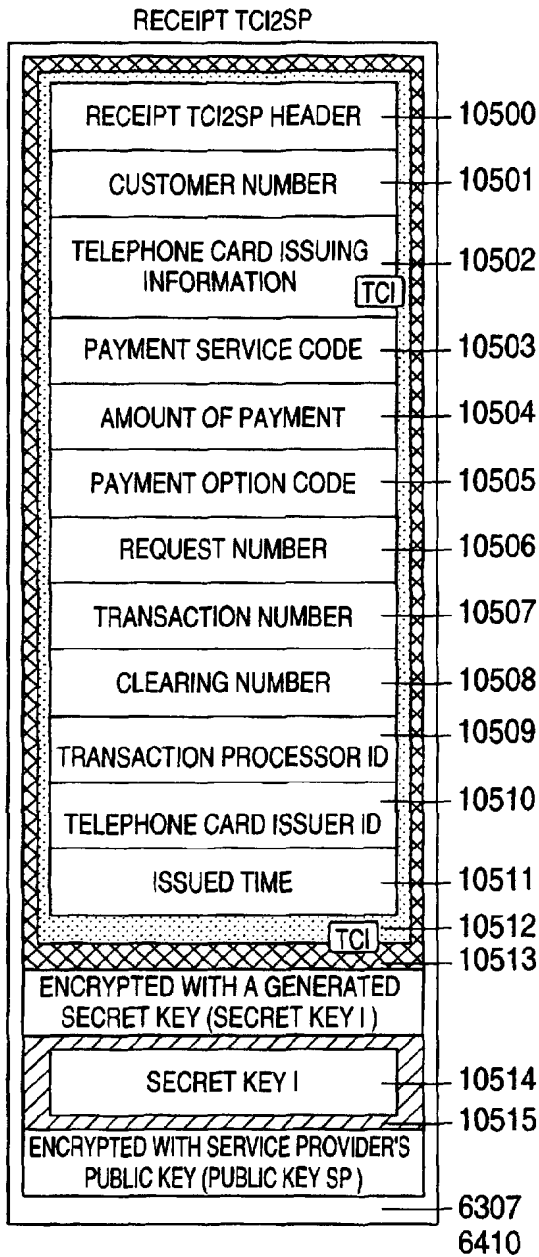 RECEIPT TCI2SP
RECEIPT TCI2SP HEADER
10500
CUSTOMER NUMBER
10501
TELEPHONE CARD ISSUING
INFORMATION
10502
TCI
PAYMENT SERVICE CODE
10503
AMOUNT OF PAYMENT
10504
PAYMENT OPTION CODE
10505
REQUEST NUMBER
10506
TRANSACTION NUMBER
10507
CLEARING NUMBER
10508
TRANSACTION PROCESSOR ID
10509
TELEPHONE CARD ISSUER ID
10510
ISSUED TIME
10511
10512
TCI
10513
ENCRYPTED WITH A GENERATED
SECRET KEY (SECRET KEY I)
SECRET KEY I
10514
10515
ENCRYPTED WITH SERVICE PROVIDER'S
PUBLIC KEY (PUBLIC KEY SP)
6307
6410